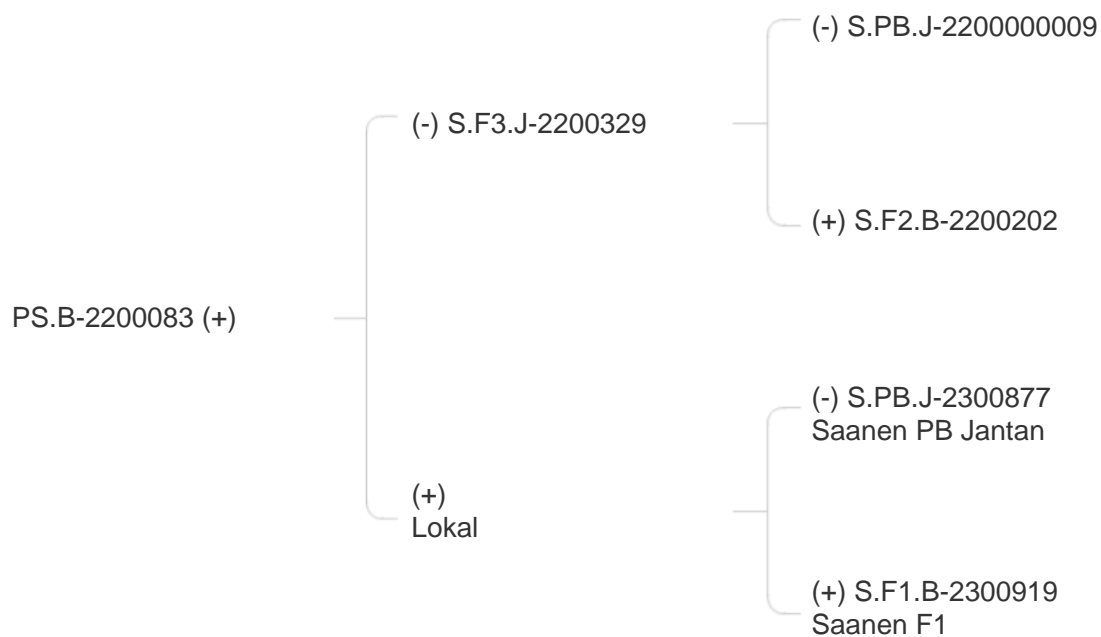 (-) S.PB.J-2200000009
(-) S.F3.J-2200329
(+) S.F2.B-2200202
PS.B-2200083 (+)
(-) S.PB.J-2300877
Saanen PB Jantan
(+)
Lokal
(+) S.F1.B-2300919
Saanen F1